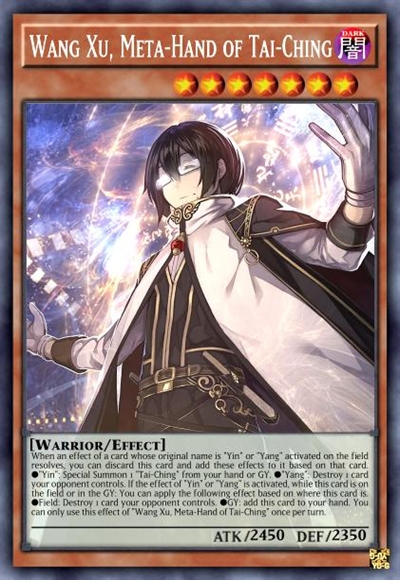 Wang Xu, Meta-Hand of Tai-Ching
DARK
闇
[Warrior/Effect]
When an effect of a card whose original name is "Yin" or "Yang" activated on the field
resolves, you can discard this card and add these effects to it based on that card.
●"Yin": Special Summon 1 "Tai-Ching" from your hand or GY. ●"Yang": Destroy 1 card
your opponent controls. If the effect of "Yin" or "Yang" is activated, while this card is on
the field or in the GY: You can apply the following effect based on where this card is.
●Field: Destroy 1 card your opponent controls. ●GY: add this card to your hand. You
can only use this effect of "Wang Xu, Meta-Hand of Tai-Ching" once per turn.
ATK/2450 DEF/2350